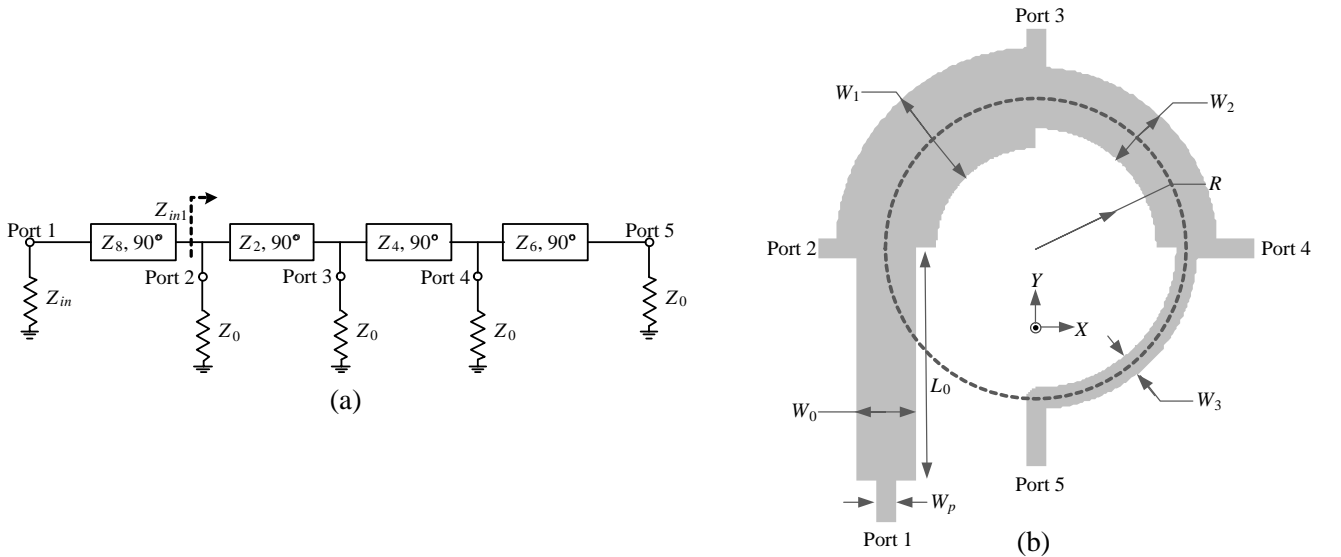 Port 1
Z8, 90°
Zin1
Z2, 90°
Z4, 90°
Z6, 90°
Port 5
Port 2
Port 3
Port 4
Zin
Z0
Z0
Z0
Z0
(a)
Port 3
W1
W2
R
Port 2
Port 4
Y
X
L0
W0
W3
Port 5
Wp
Port 1
(b)